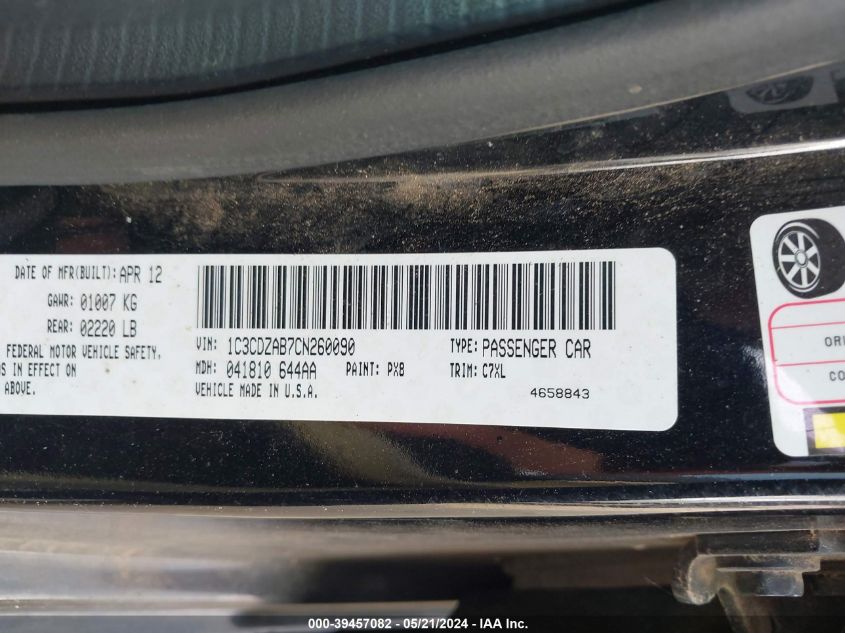 DATE OF MFR(BUILT): APR 12
GAWR: 01007 KG
REAR: 02220 LB
FEDERAL MOTOR VEHICLE SAFETY,
IN EFFECT ON
ABOVE.
VIN: 1C3CDZAB7CN260090
TYPE: PASSENGER CAR
MDH: 041810 644AA
PAINT: PX8
TRIM: C7XL
VEHICLE MADE IN U.S.A.
4658843
000-39457082 - 05/21/2024 - IAA Inc.